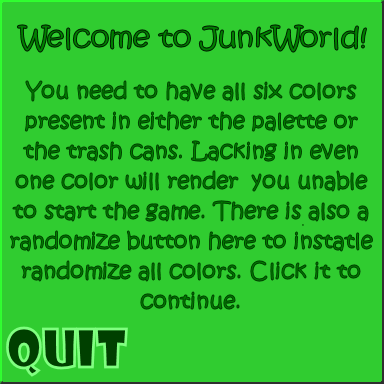 Welcome to JunkWorld!
You need to have all six colors
present in either the palette or
the trash cans. Lacking in even
one color will render you unable
to start the game. There is also a
randomize button here to instatle
randomize all colors. Click it to
continue.
QUIT